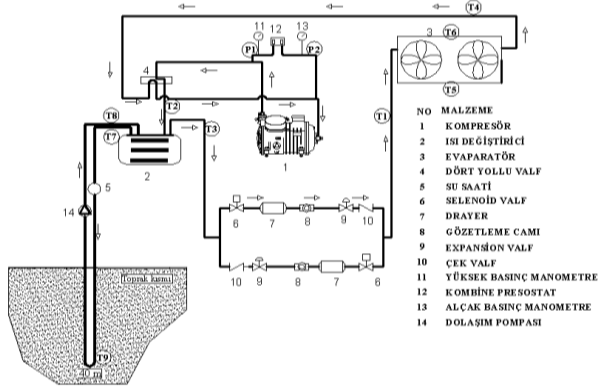 T4
11
12
13
P1
P2
3
T6
T5
4
T2
T3
T1
T8
T7
1
2
5
14
6
7
8
9
10
10
9
8
7
6
Toprak kısmı
T9
40 m
NO MALZEME
1 KOMPRESÖR
2 ISI DEĞİŞTİRİCİ
3 EVAPARATÖR
4 DÖRT YOLLU VALF
5 SU SAATİ
6 SELENOİD VALF
7 DRAYER
8 GÖZETLEME CAMI
9 EXPANSION VALF
10 ÇEK VALF
11 YÜKSEK BASINÇ MANOMETRE
12 KOMBİNE PRESOSTAT
13 ALÇAK BASINÇ MANOMETRE
14 DOLAŞIM POMPASI